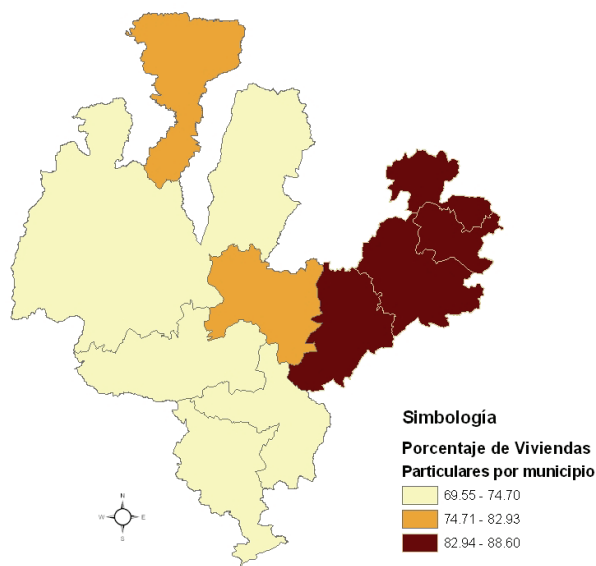 Simbología
Porcentaje de Viviendas
Particulares por municipio
69.55 - 74.70
74.71 - 82.93
82.94 - 88.60
N
W E
S